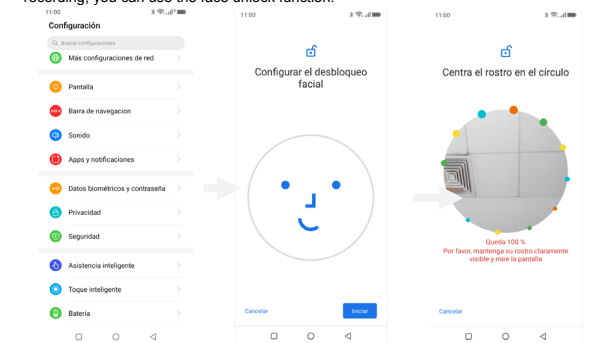 recording, you can use the face unlock function.
11:00
Configuración
Buscar configuraciones
Más configuraciones de red
Pantalla
Barra de navegacion
Sonido
Apps y notificaciones
Datos biométricos y contraseña
Privacidad
Seguridad
Asistencia inteligente
Toque inteligente
Batería
11:00
Configurar el desbloqueo
facial
Cancelar
Iniciar
11:00
Centra el rostro en el círculo
Queda 100 %
Por favor, mantenga su rostro claramente
visible y mire la pantalla
Cancelar